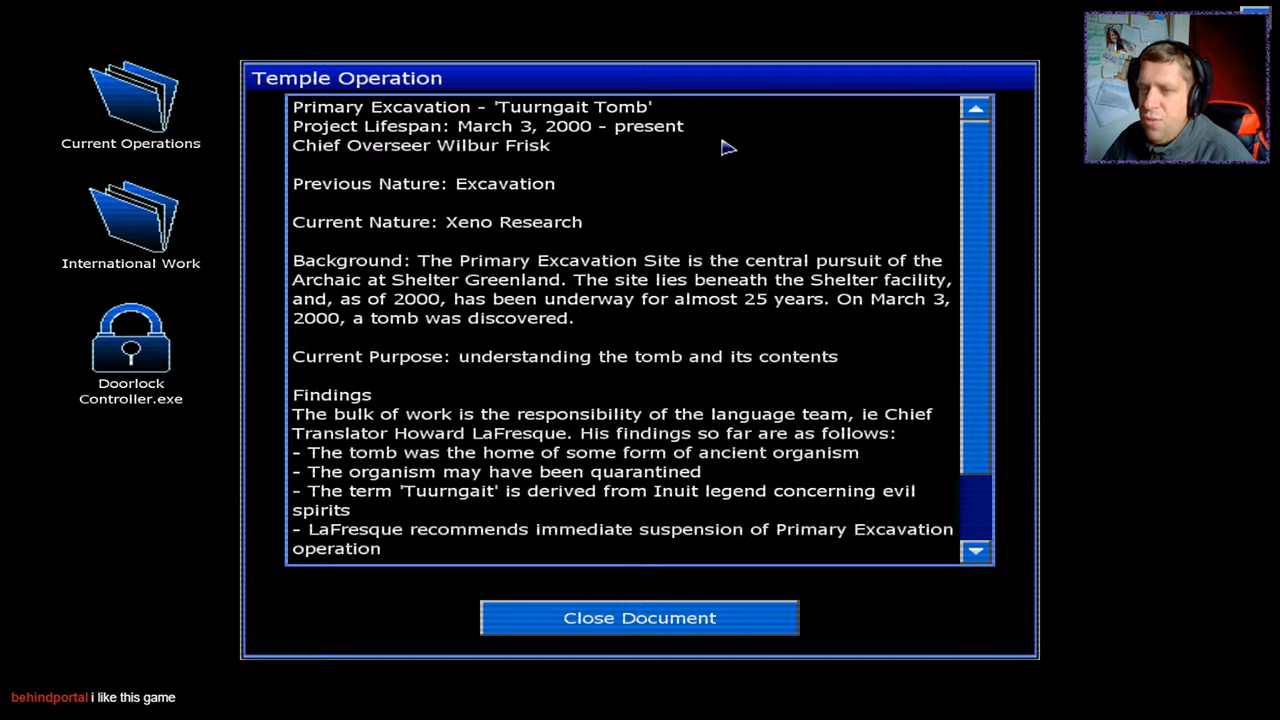 Temple Operation
Primary Excavation - 'Tuurngait Tomb'
Project Lifespan: March 3, 2000 - present
Chief Overseer Wilbur Frisk
Previous Nature: Excavation
Current Nature: Xeno Research
Background: The Primary Excavation Site is the central pursuit of the
Archaic at Shelter Greenland. The site lies beneath the Shelter facility,
and, as of 2000, has been underway for almost 25 years. On March 3,
2000, a tomb was discovered.
Current Purpose: understanding the tomb and its contents
Findings
The bulk of work is the responsibility of the language team, ie Chief
Translator Howard LaFresque. His findings so far are as follows:
- The tomb was the home of some form of ancient organism
- The organism may have been quarantined
- The term 'Tuurngait' is derived from Inuit legend concerning evil
spirits
- LaFresque recommends immediate suspension of Primary Excavation
operation
Close Document
Current Operations
International Work
Doorlock
Controller.exe
behindportal i like this game